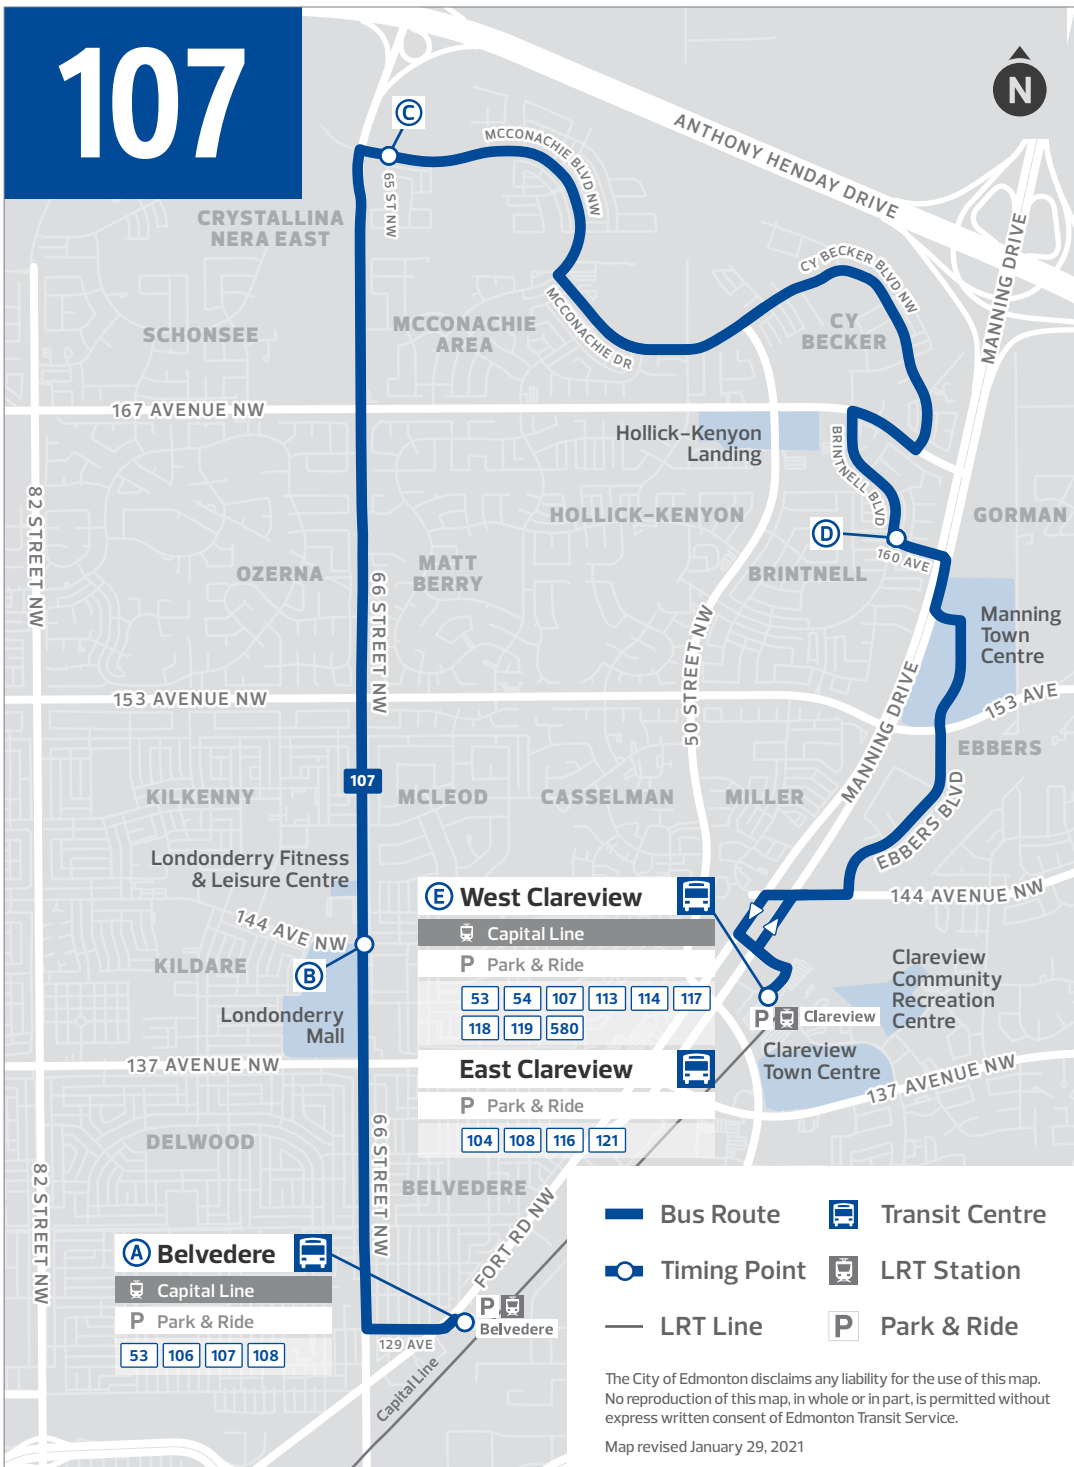 107
N
C
MCCONACHIE BLVD NW
ANTHONY HENDAY DRIVE
65 ST NW
CRYSTALLINA
NERA EAST
MANNING DRIVE
CY BECKER BLVD NW
MCCONACHIE DR
SCHONSEE
MCCONACHIE
AREA
CY
BECKER
167 AVENUE NW
Hollick-Kenyon
Landing
BRINTNELL BLVD
82 STREET NW
HOLLICK-KENYON
GORMAN
D
160 AVE
OZERNA
MATT
BERRY
BRINTNELL
66 STREET NW
Manning
Town
Centre
50 STREET NW
153 AVENUE NW
153 AVE
MANNING DRIVE
EBBERS
107
KILKENNY
MCLEOD
CASSELMAN
MILLER
EBBERS BLVD
Londonderry Fitness
& Leisure Centre
144 AVENUE NW
E West Clareview
Capital Line
P Park & Ride
53 54 107 113 114 117
118 119 580
East Clareview
P Park & Ride
104 108 116 121
144 AVE NW
KILDARE
B
Londonderry
Mall
Clareview
Community
Recreation
Centre
P Clareview
Clareview
Town Centre
137 AVENUE NW
137 AVENUE NW
DELWOOD
66 STREET NW
82 STREET NW
BELVEDERE
FORT RD NW
A Belvedere
Capital Line
P Park & Ride
53 106 107 108
P
Belvedere
129 AVE
Capital Line
Bus Route
Transit Centre
Timing Point
LRT Station
LRT Line
P Park & Ride
The City of Edmonton disclaims any liability for the use of this map.
No reproduction of this map, in whole or in part, is permitted without
express written consent of Edmonton Transit Service.
Map revised January 29, 2021